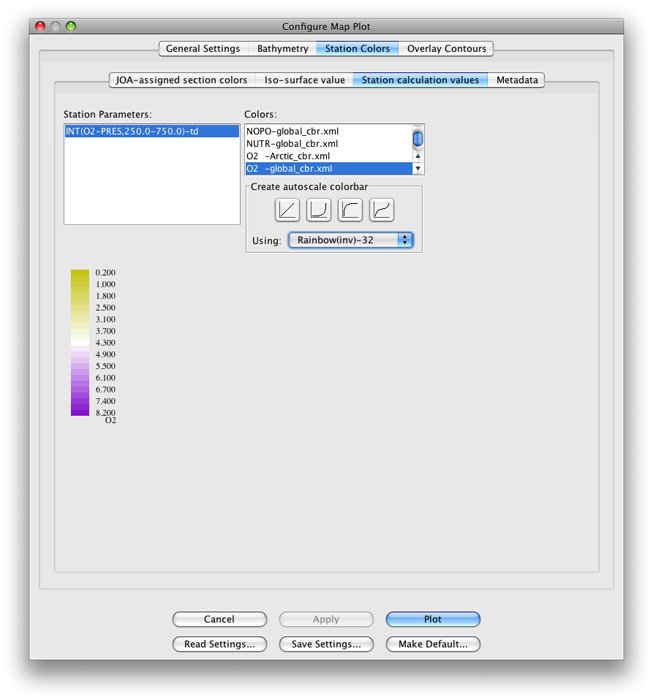 Configure Map Plot
General Settings Bathymetry Station Colors Overlay Contours
JOA-assigned section colors Iso-surface value Station calculation values Metadata
Station Parameters: Colors:
INT(O2-PRES,250.0-750.0)-td
NOPO-global_cbr.xml
NUTR-global_cbr.xml
O2 -Arctic_cbr.xml
O2 -global_cbr.xml
Create autoscale colorbar
Using: Rainbow(inv)-32
0.200
1.000
1.800
2.500
3.100
3.700
4.300
4.900
5.500
6.100
6.700
7.400
8.200
O2
Cancel Apply Plot
Read Settings... Save Settings... Make Default...